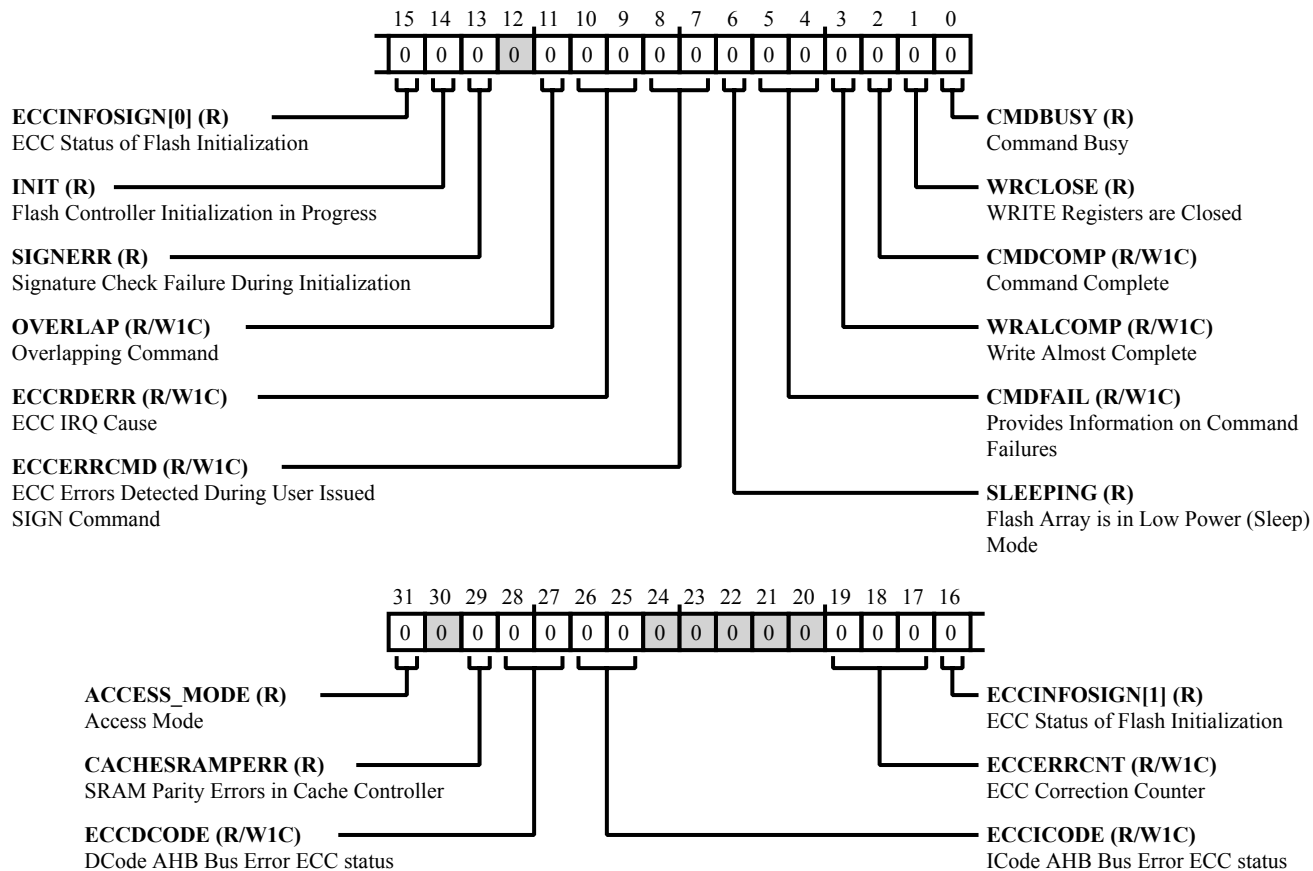 15 14 13 12 11 10 9 8 7 6 5 4 3 2 1 0
0 0 0 0 0 0 0 0 0 0 0 0 0 0 0 0
ECCINFOSIGN[0] (R)
ECC Status of Flash Initialization
INIT (R)
Flash Controller Initialization in Progress
SIGNERR (R)
Signature Check Failure During Initialization
OVERLAP (R/W1C)
Overlapping Command
ECCRDERR (R/W1C)
ECC IRQ Cause
ECCERRCMD (R/W1C)
ECC Errors Detected During User Issued
SIGN Command
CMDBUSY (R)
Command Busy
WRCLOSE (R)
WRITE Registers are Closed
CMDCOMP (R/W1C)
Command Complete
WRALCOMP (R/W1C)
Write Almost Complete
CMDFAIL (R/W1C)
Provides Information on Command
Failures
SLEEPING (R)
Flash Array is in Low Power (Sleep)
Mode
31 30 29 28 27 26 25 24 23 22 21 20 19 18 17 16
0 0 0 0 0 0 0 0 0 0 0 0 0 0 0 0
ACCESS_MODE (R)
Access Mode
CACHESRAMPERR (R)
SRAM Parity Errors in Cache Controller
ECCDCODE (R/W1C)
DCode AHB Bus Error ECC status
ECCINFOSIGN[1] (R)
ECC Status of Flash Initialization
ECCERRCNT (R/W1C)
ECC Correction Counter
ECCICODE (R/W1C)
ICode AHB Bus Error ECC status